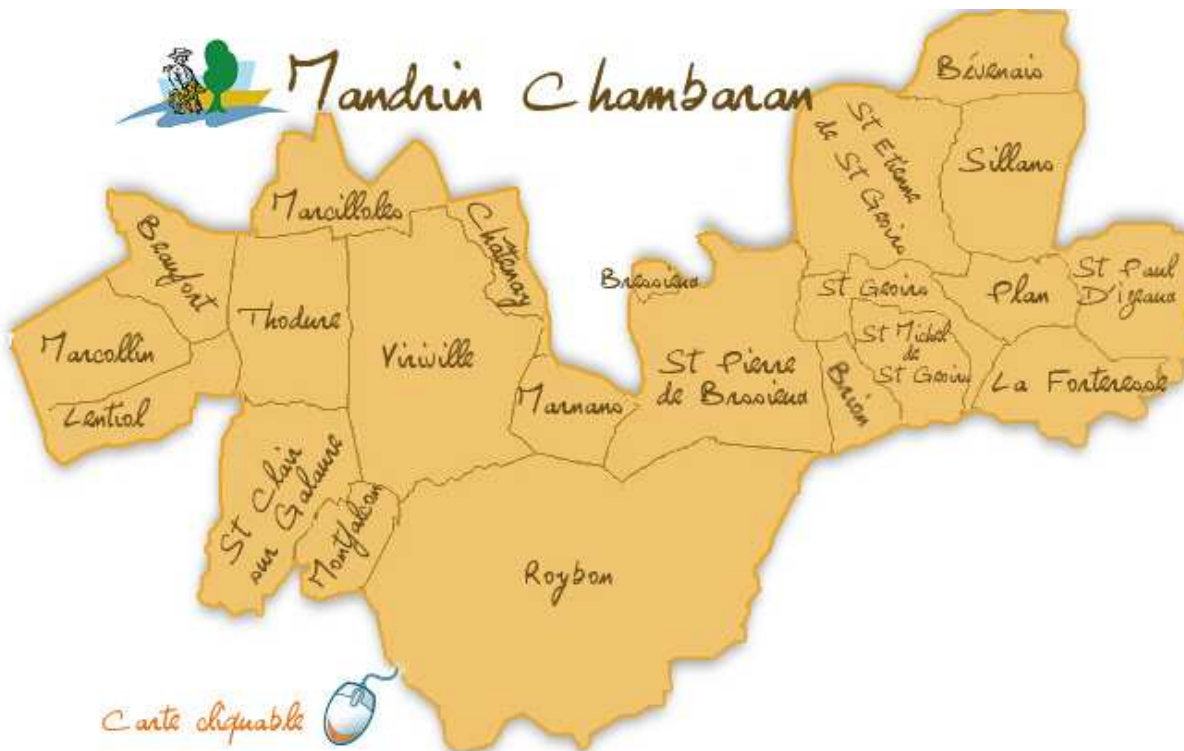 Mandrin Chambaran
Bévenais
St Etienne
de St Geoirs
Sillans
Marcilloles
Châtenay
Beaufort
Bressieux
St Geoirs
Plan
St Paul
D'izeaux
Thodure
Marcollin
Viriville
St Pierre
de Brssieux
St Michel
de
St Geoirs
Brion
La Forteresse
Lentiol
Marnans
St Clair
sur Galaure
Montfalcon
Roybon
Carte cliquable